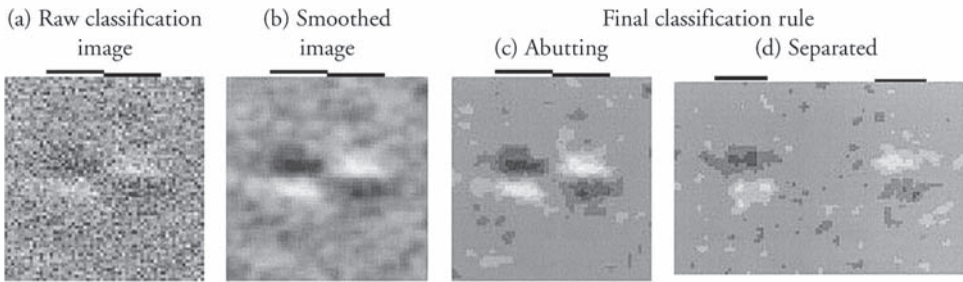 (a) Raw classification
image
(b) Smoothed
image
Final classification rule
(c) Abutting
(d) Separated